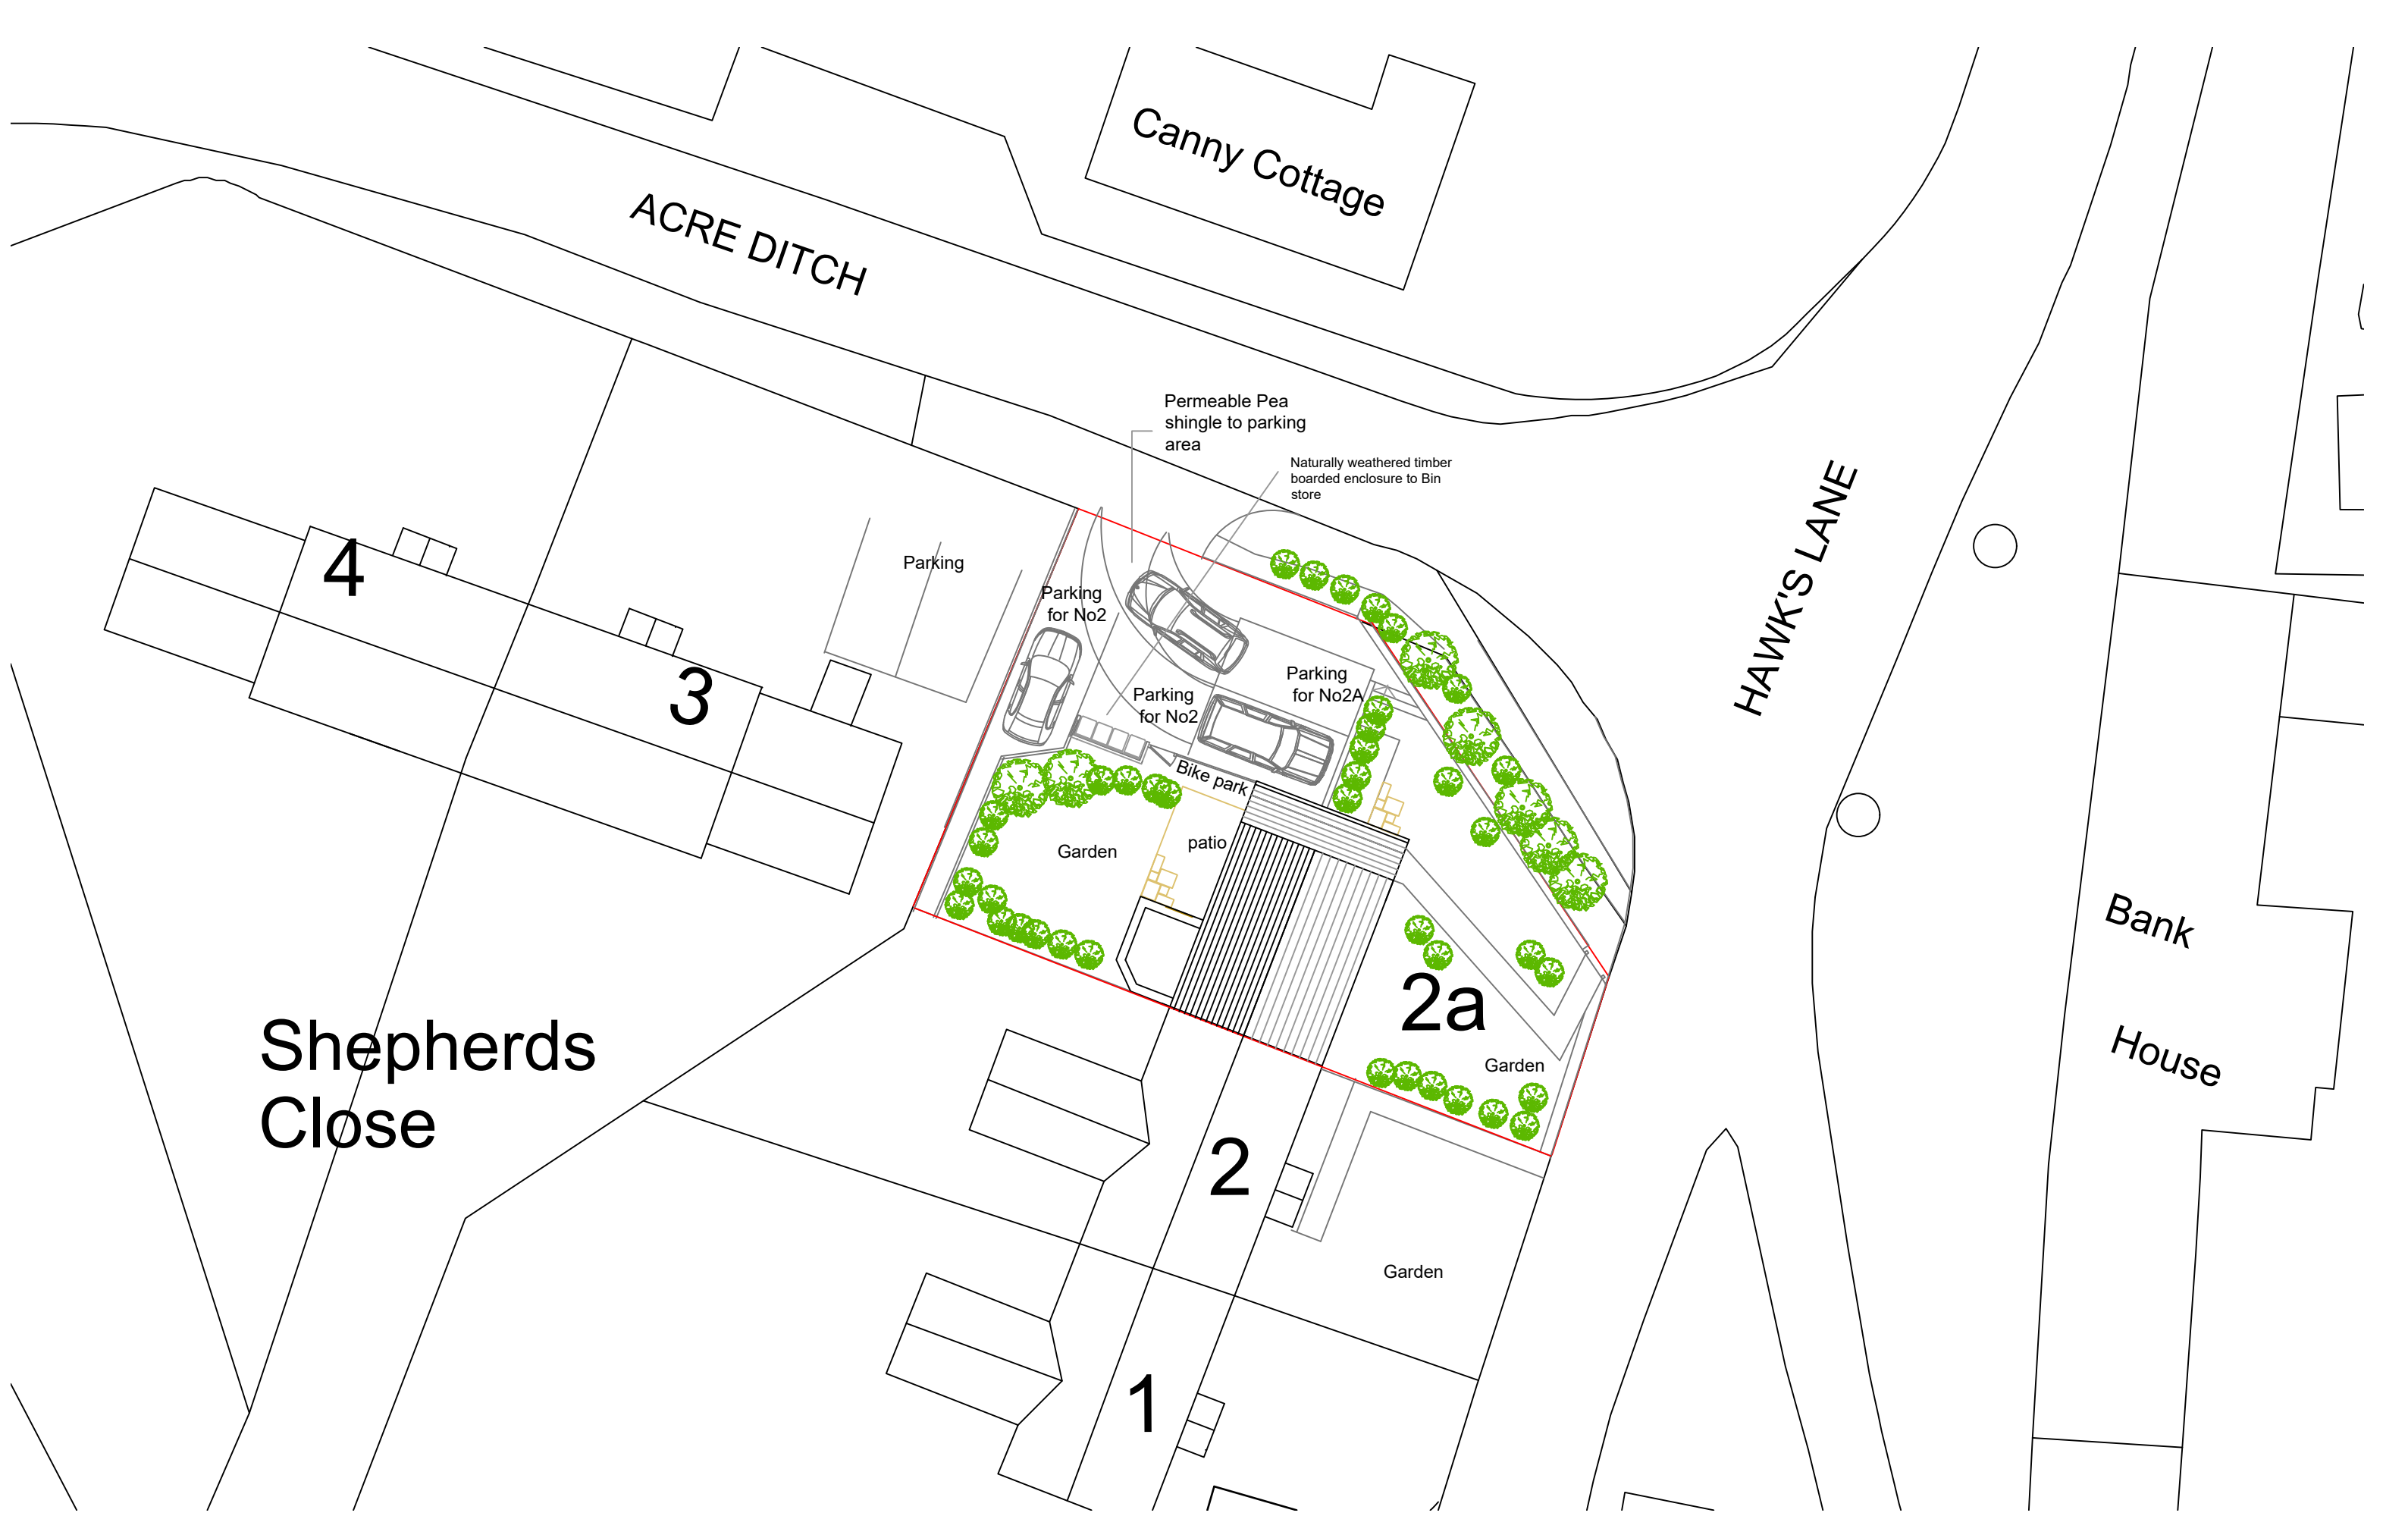 Canny Cottage
ACRE DITCH
Permeable Pea
shingle to parking
area
Naturally weathered timber
boarded enclosure to Bin
store
HAWK'S LANE
4
Parking
Parking
for No2
3
Parking
for No2
Parking
for No2A
Bike park
Garden
patio
Bank
House
2a
Garden
Shepherds
Close
2
Garden
1